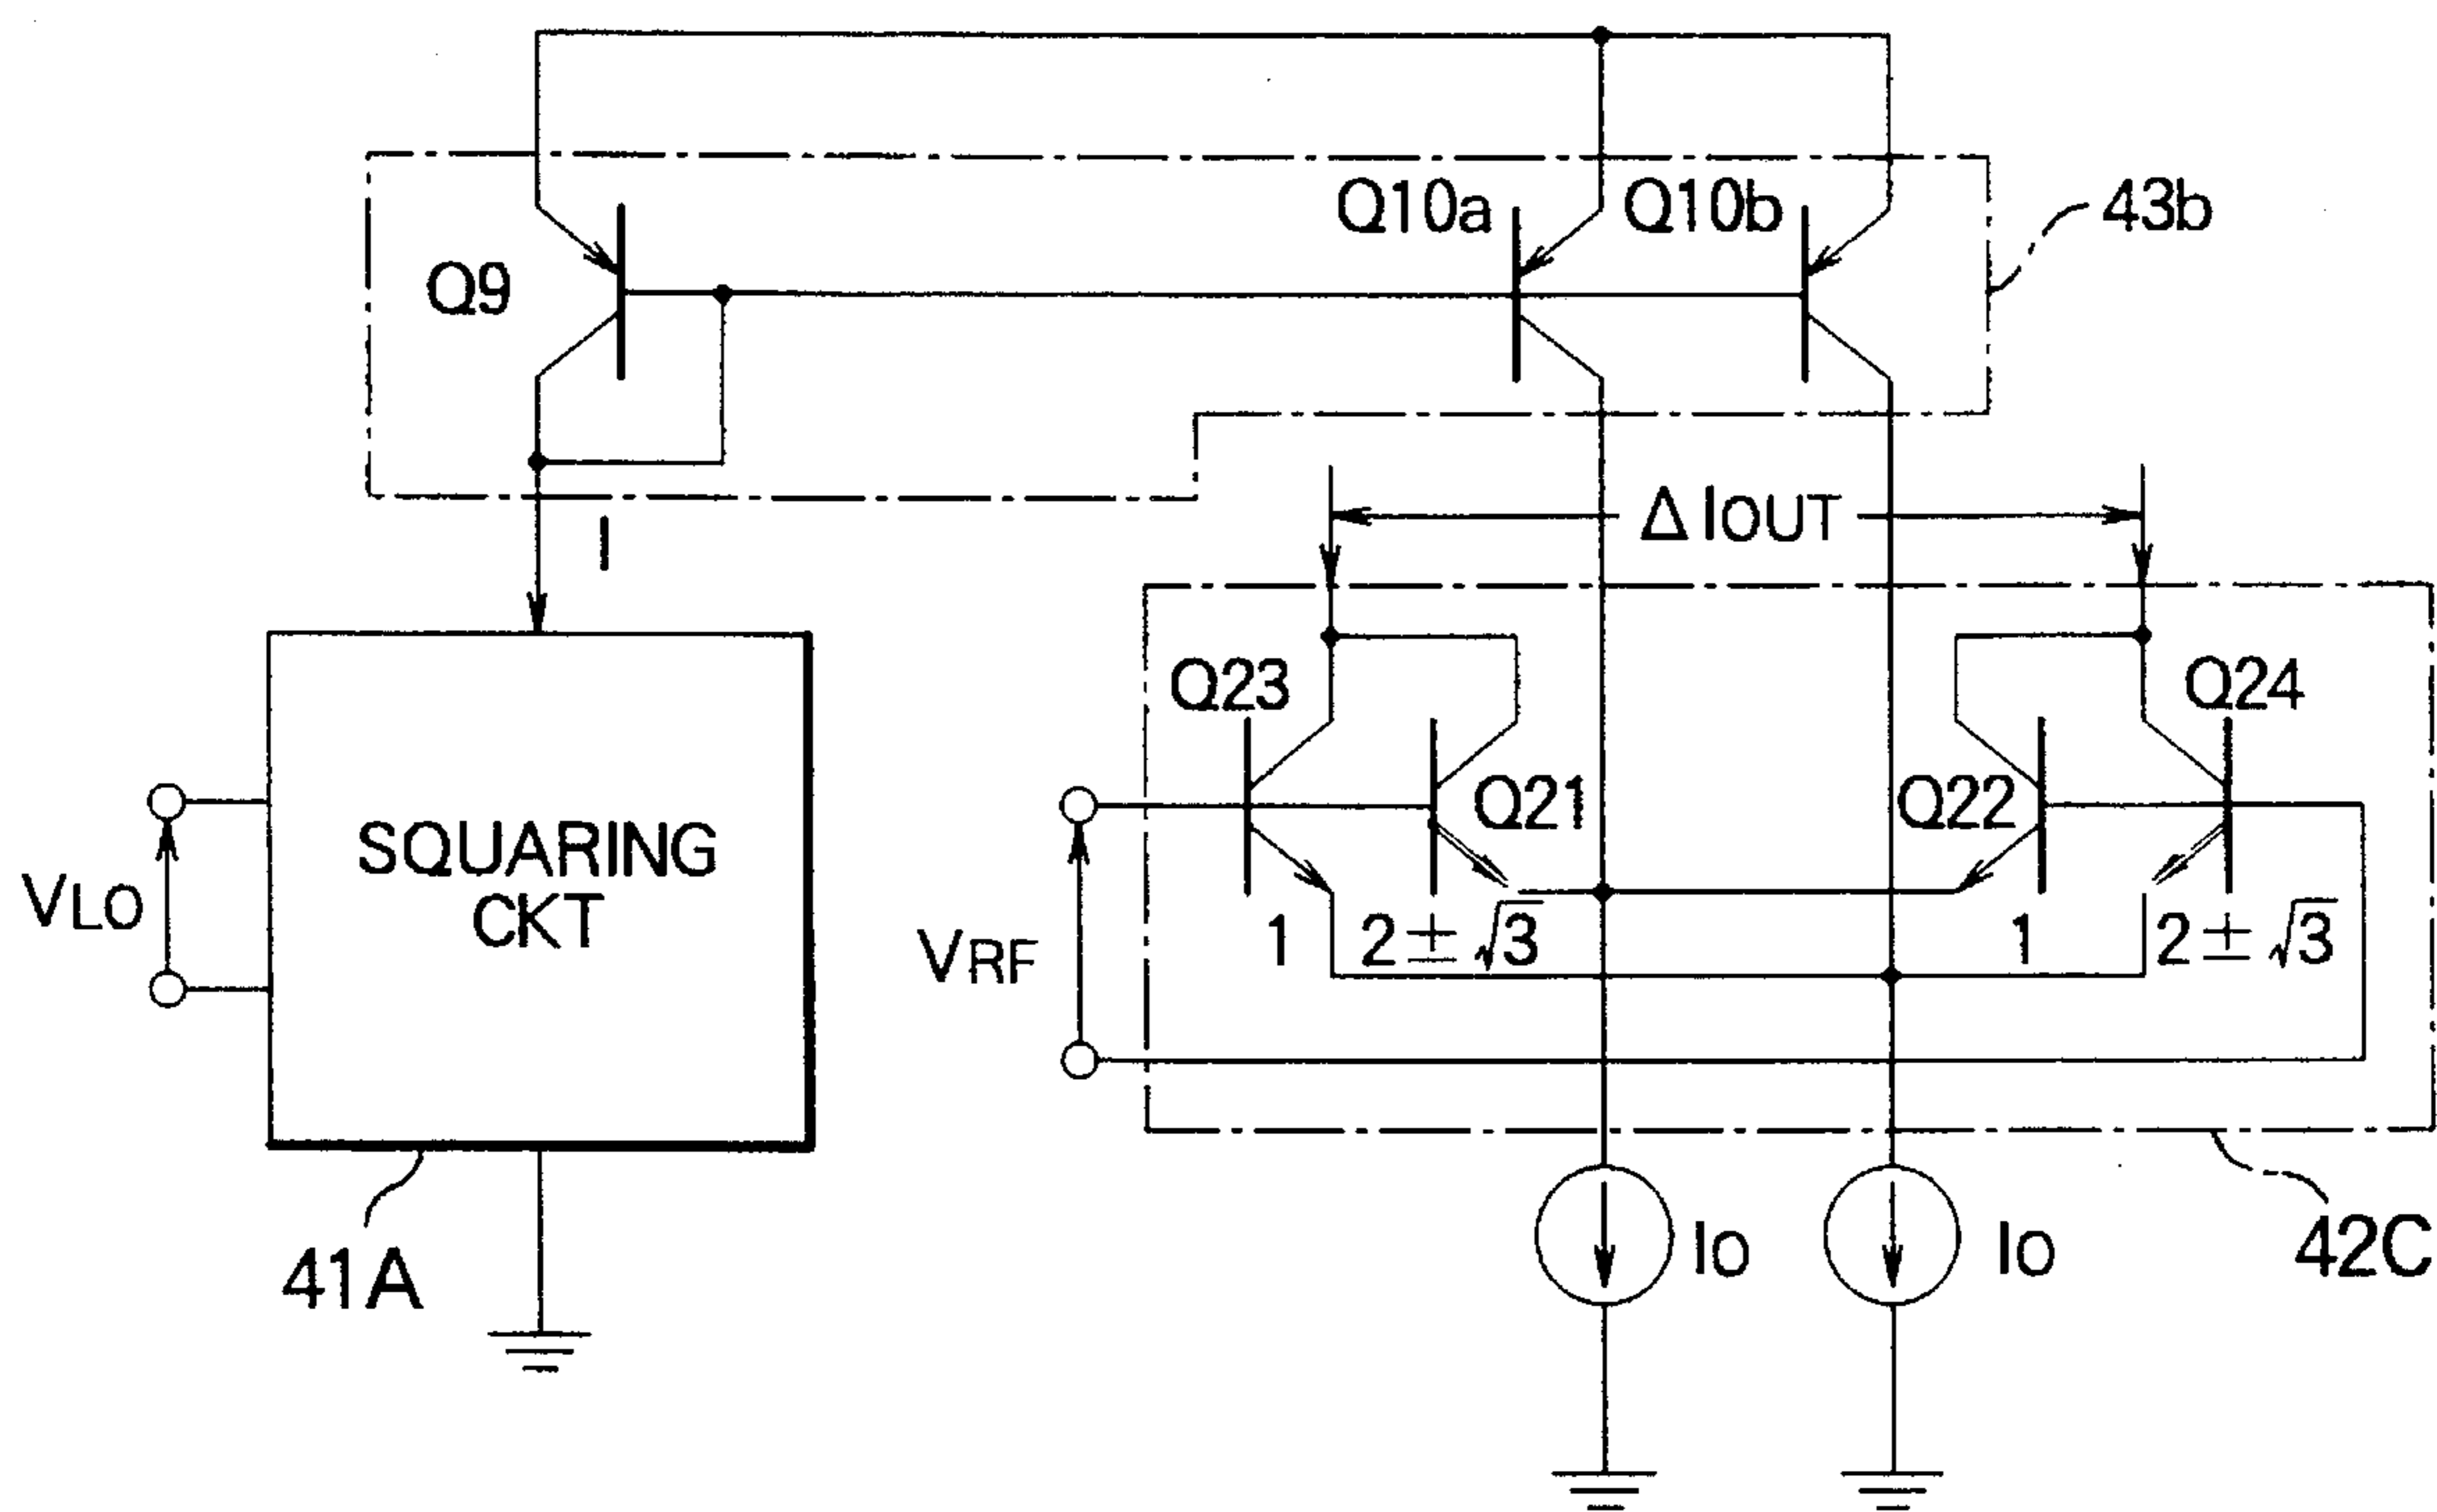 Q10a
Q10b
43b
Q9
I
ΔIOUT
Q23
Q24
Q21
Q22
SQUARING
CKT
VLO
VRF
1
2±√3
1
2±√3
41A
IO
IO
42C